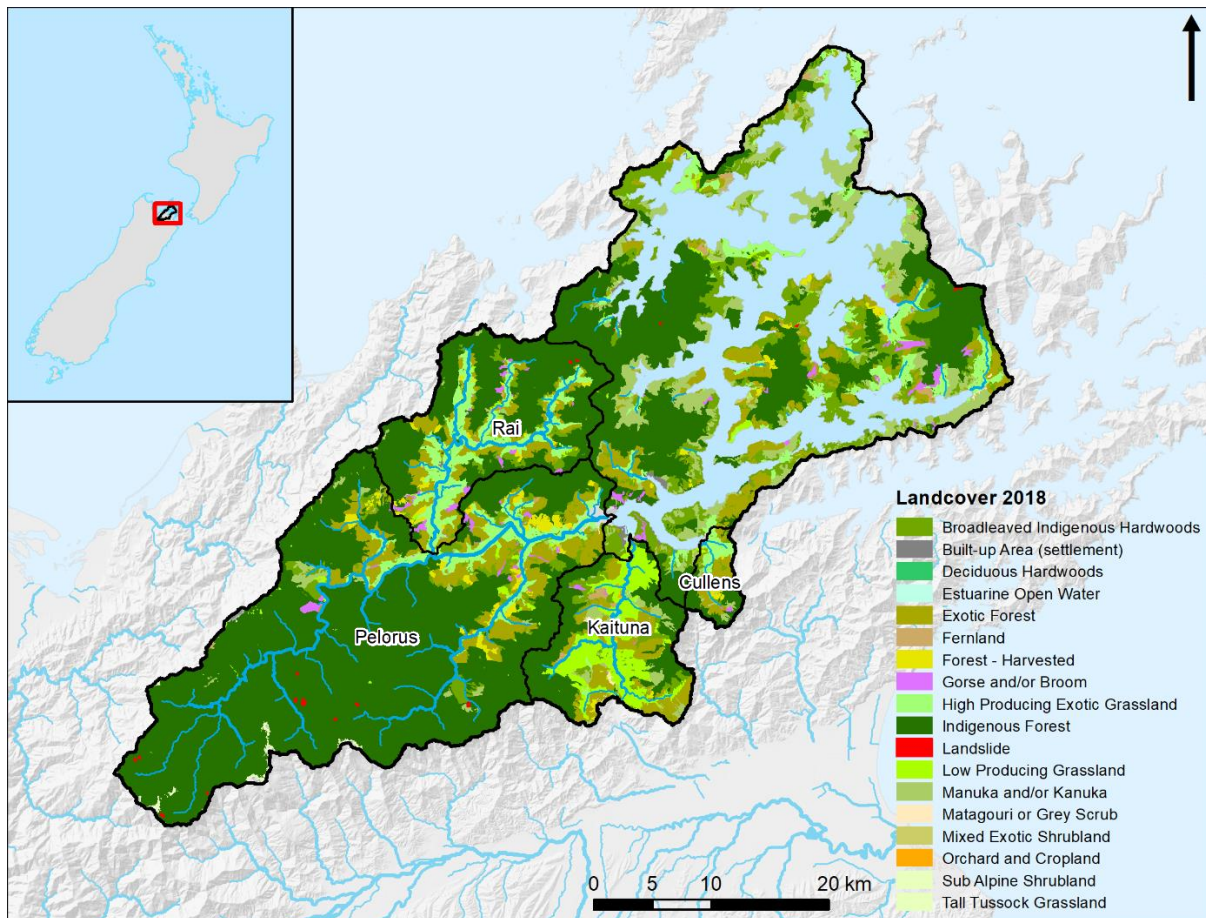 Rai
Pelorus
Kaituna
Cullens
Landcover 2018
Broadleaved Indigenous Hardwoods
Built-up Area (settlement)
Deciduous Hardwoods
Estuarine Open Water
Exotic Forest
Fernland
Forest - Harvested
Gorse and/or Broom
High Producing Exotic Grassland
Indigenous Forest
Landslide
Low Producing Grassland
Manuka and/or Kanuka
Matagouri or Grey Scrub
Mixed Exotic Shrubland
Orchard and Cropland
Sub Alpine Shrubland
Tall Tussock Grassland
0 5 10 20 km